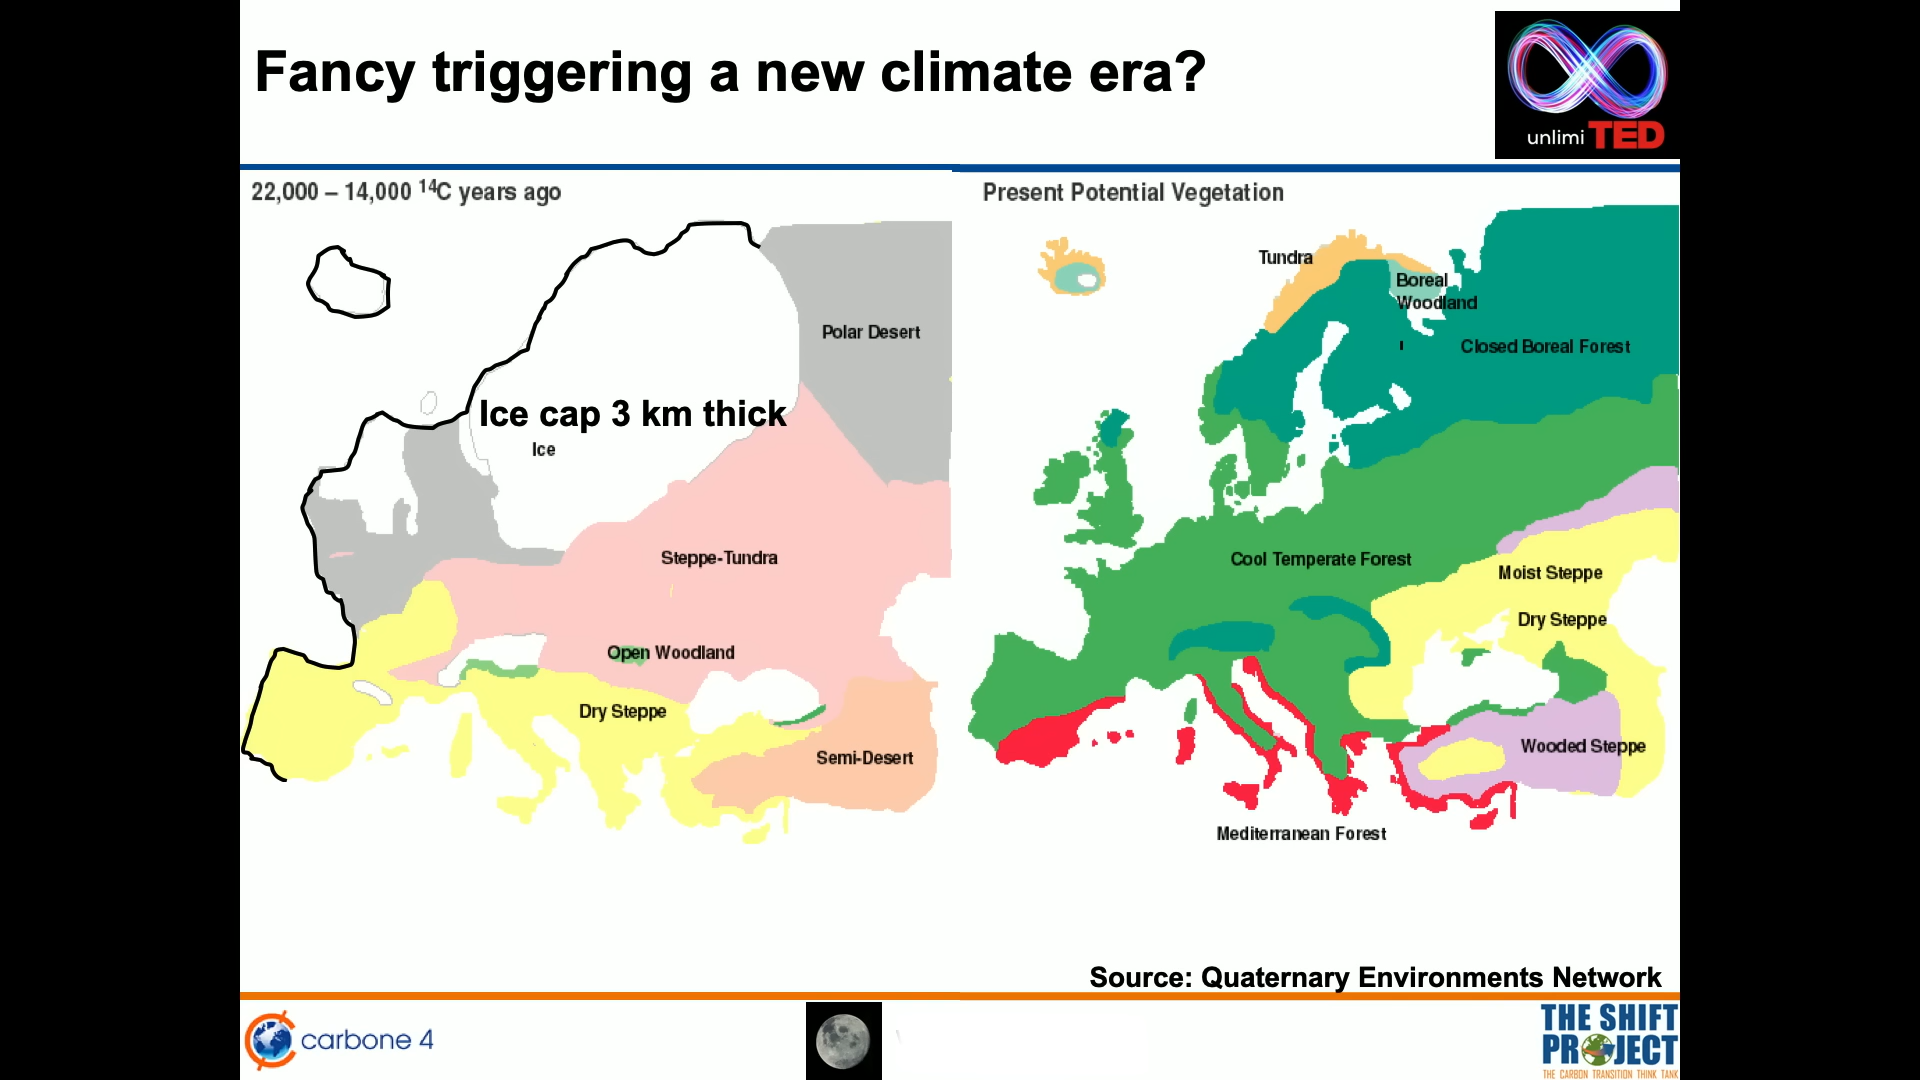 Fancy triggering a new climate era?
unlimiTED
22,000 – 14,000 ¹⁴C years ago
Polar Desert
Ice cap 3 km thick
Ice
Steppe-Tundra
Open Woodland
Dry Steppe
Semi-Desert
Present Potential Vegetation
Tundra
Boreal
Woodland
Closed Boreal Forest
Cool Temperate Forest
Moist Steppe
Dry Steppe
Wooded Steppe
Mediterranean Forest
Source: Quaternary Environments Network
carbone 4
THE SHIFT
PROJECT
THE CARBON TRANSITION THINK TANK